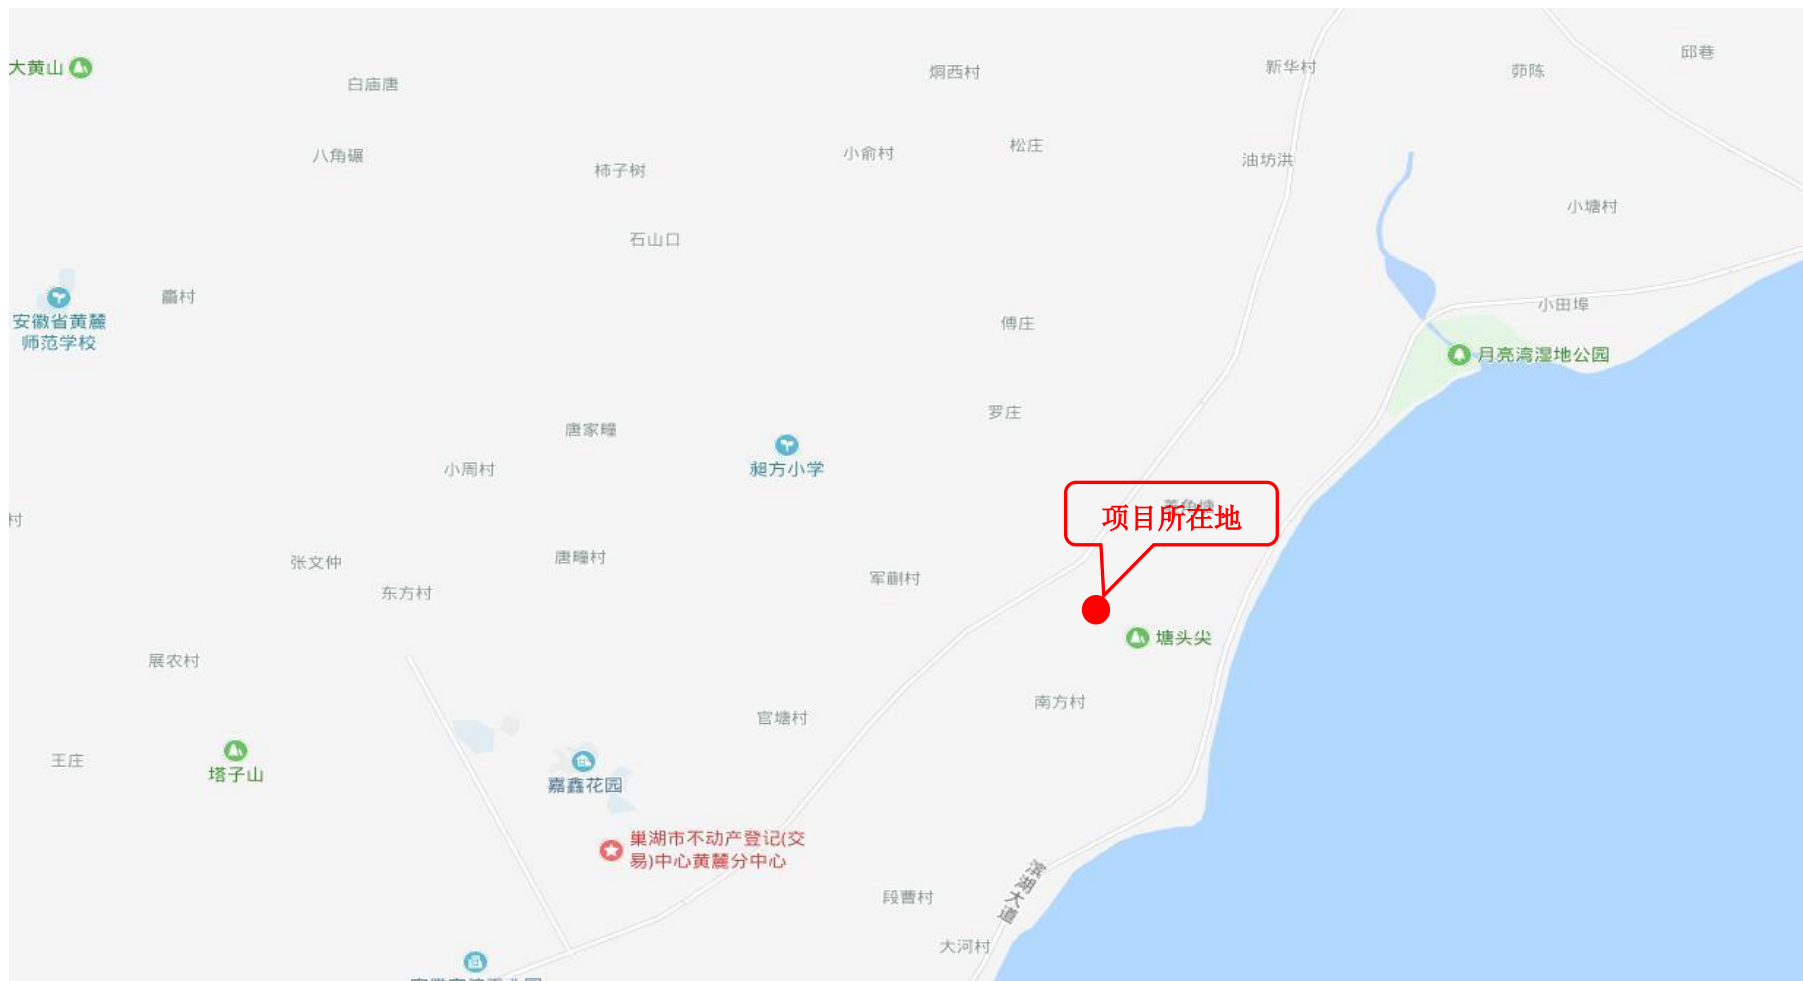 邱巷
大黄山
新华村
茆陈
烔西村
白庙唐
松庄
小俞村
八角碾
油坊洪
柿子树
小塘村
石山口
村
小田埠
安徽省黄麓
师范学校
傅庄
月亮湾湿地公园
罗庄
唐家疃
小周村
昶方小学
项目所在地
村
唐疃村
张文仲
军蒯村
东方村
塘头尖
展农村
南方村
官塘村
王庄
塔子山
嘉鑫花园
巢湖市不动产登记(交
易)中心黄麓分中心
滨湖大道
段曹村
大河村